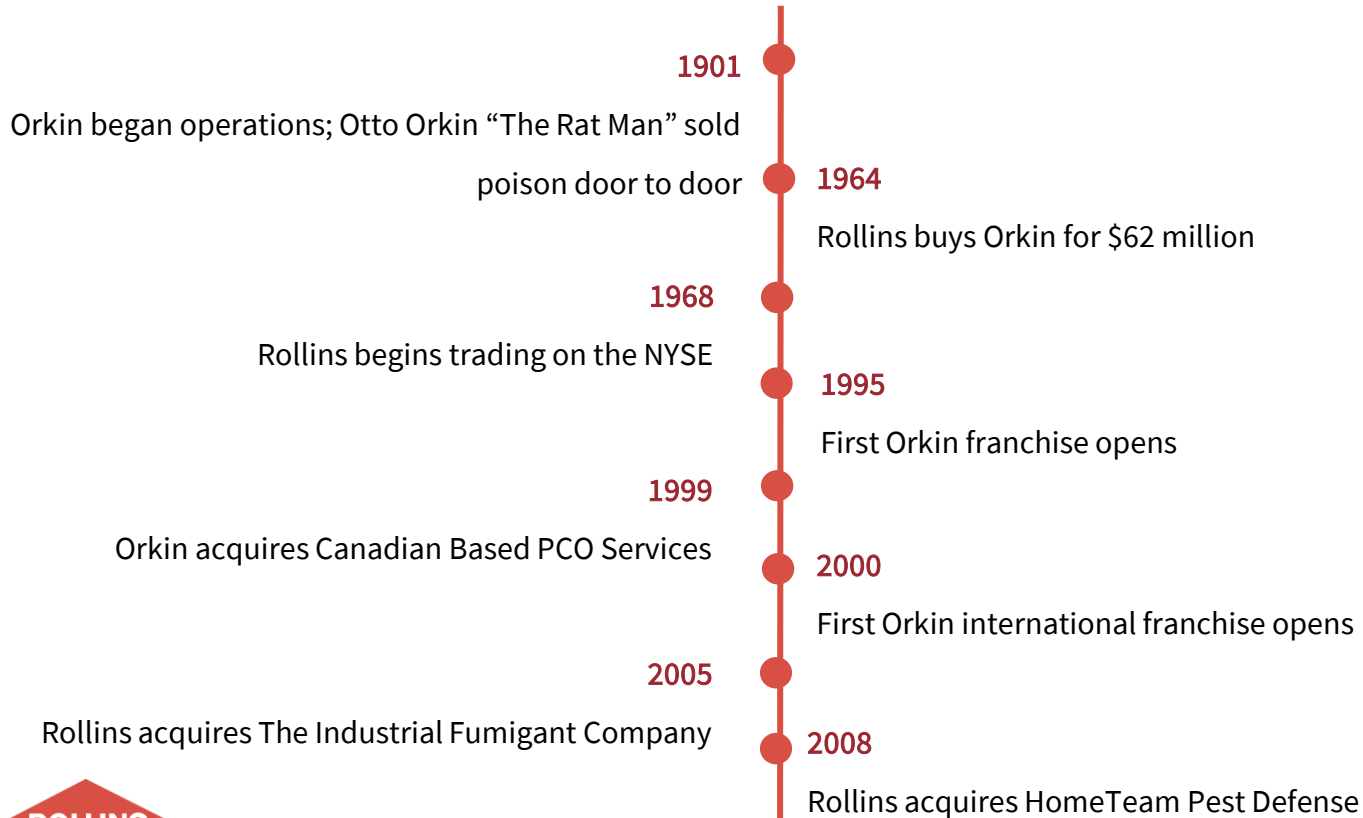 1901
Orkin began operations; Otto Orkin “The Rat Man” sold
poison door to door
1964
Rollins buys Orkin for $62 million
1968
Rollins begins trading on the NYSE
1995
First Orkin franchise opens
1999
Orkin acquires Canadian Based PCO Services
2000
First Orkin international franchise opens
2005
Rollins acquires The Industrial Fumigant Company
2008
Rollins acquires HomeTeam Pest Defense
ROLLINS